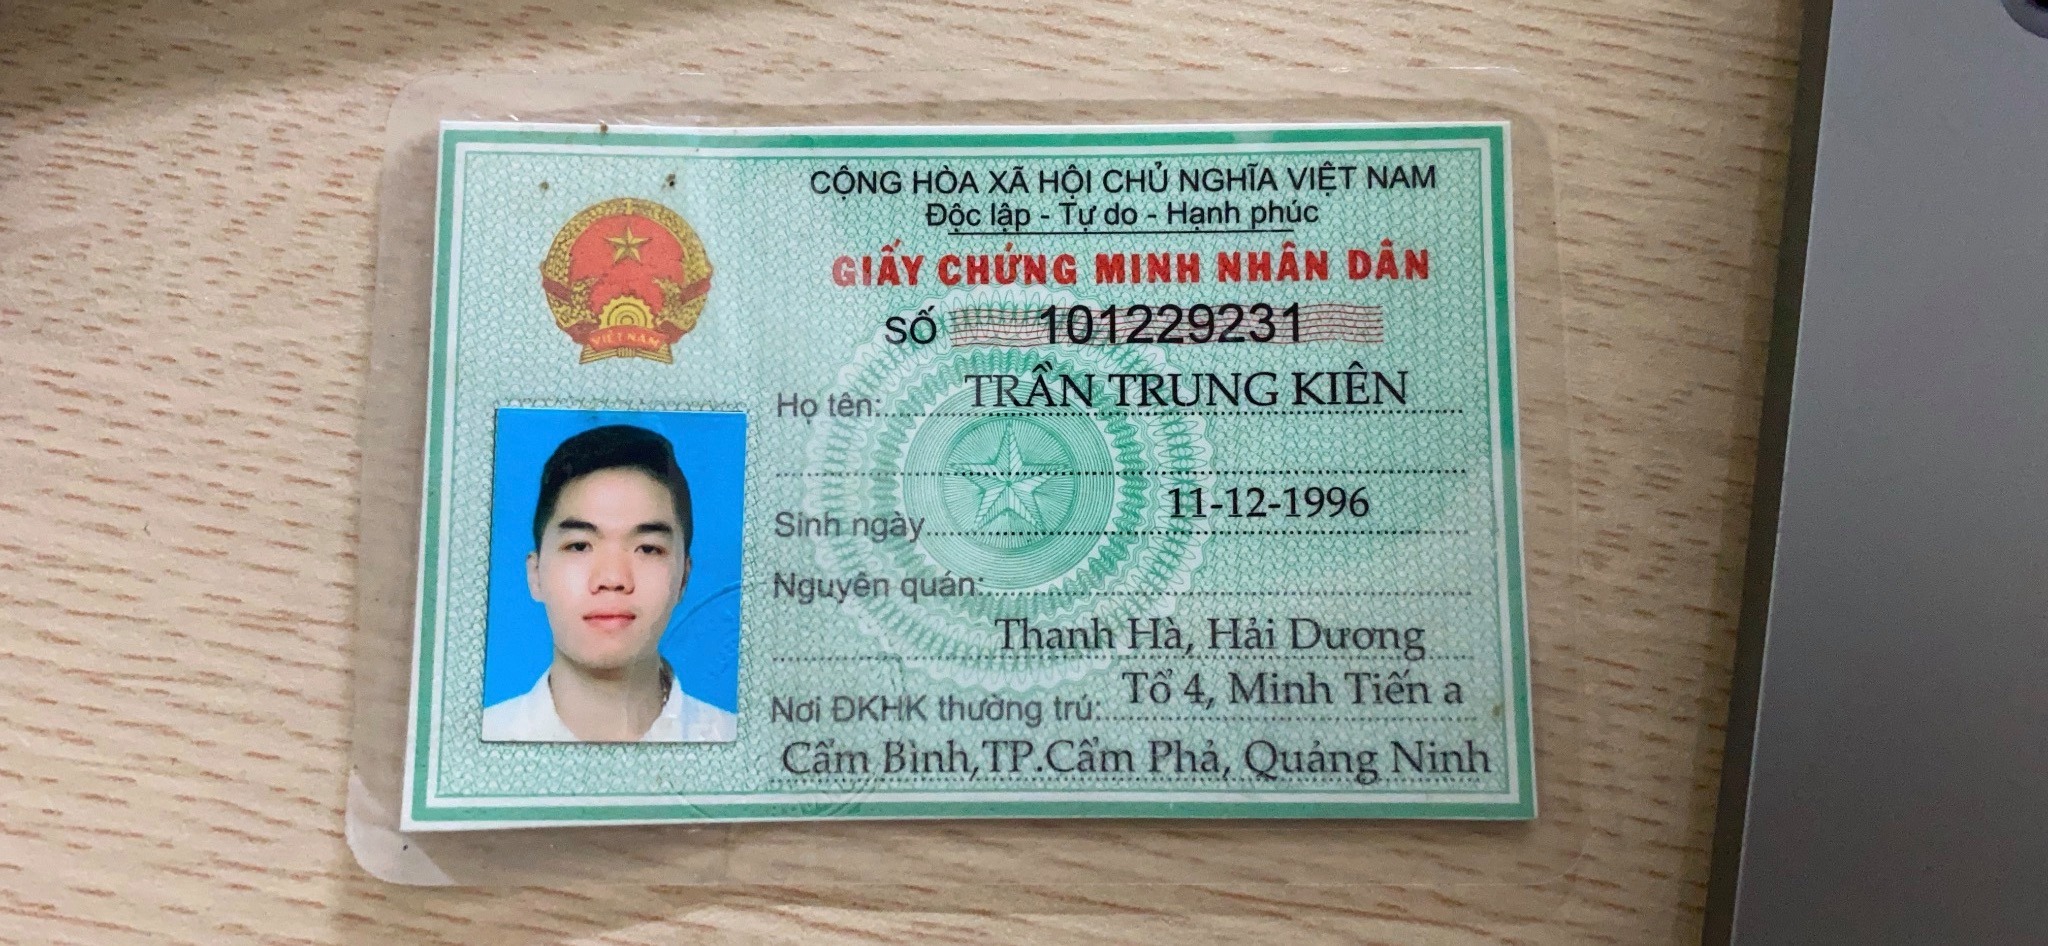 CỘNG HÒA XÃ HỘI CHỦ NGHĨA VIỆT NAM
Độc lập - Tự do - Hạnh phúc
GIẤY CHỨNG MINH NHÂN DÂN
SỐ 101229231
VIỆT NAM
Họ tên: TRẦN TRUNG KIÊN
Sinh ngày 11-12-1996
Nguyên quán:
Thanh Hà, Hải Dương
Nơi ĐKHK thường trú: Tổ 4, Minh Tiến a
Cẩm Bình,TP.Cẩm Phả, Quảng Ninh